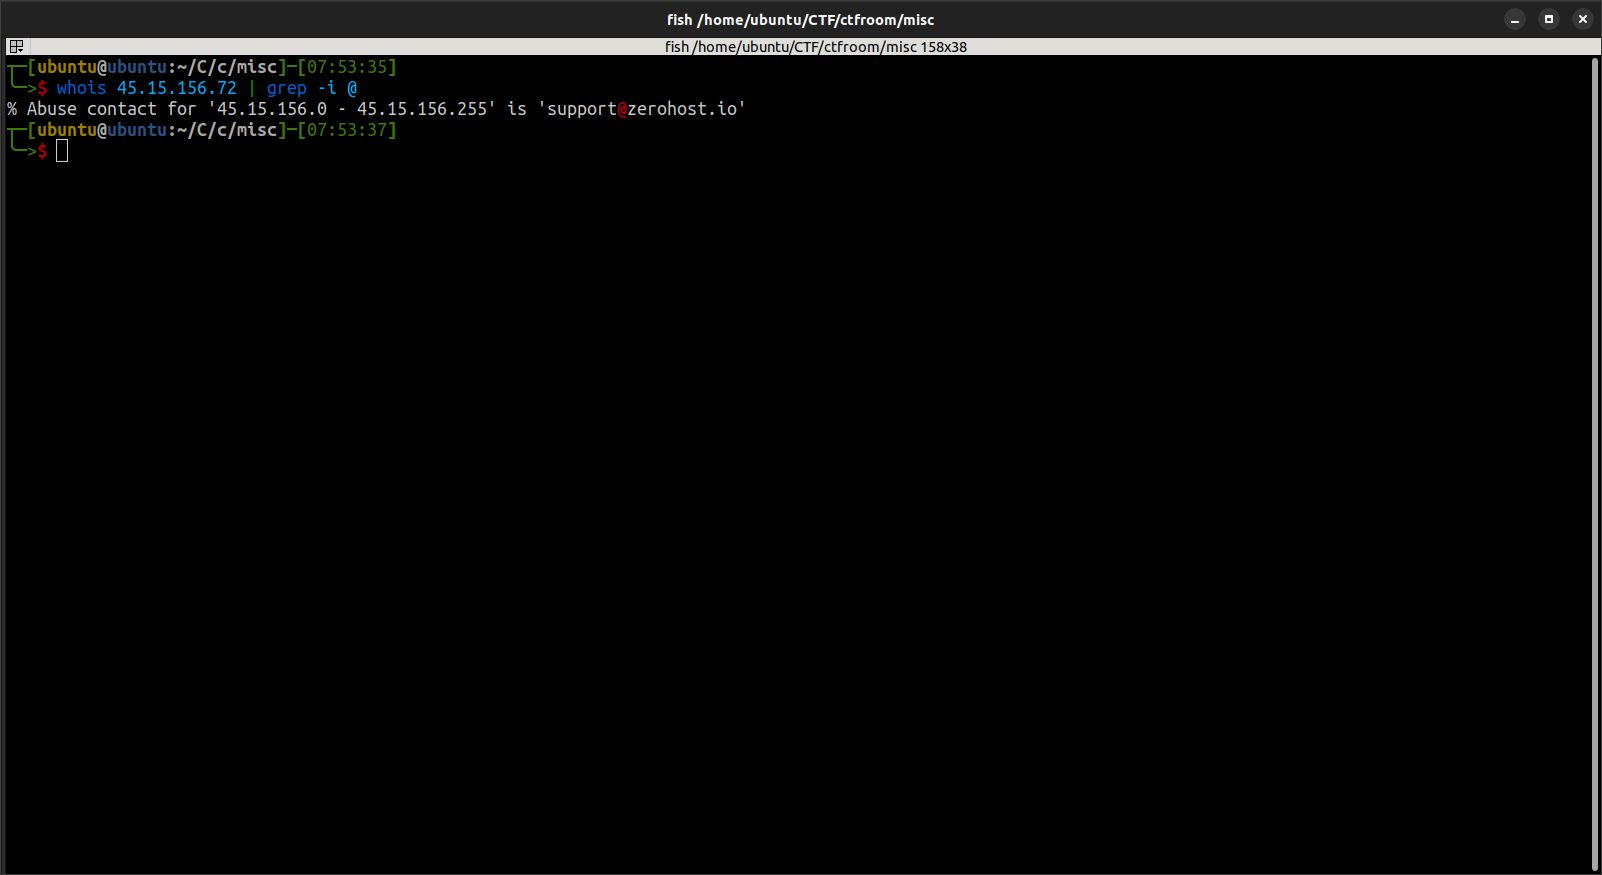 fish /home/ubuntu/CTF/ctfroom/misc
fish /home/ubuntu/CTF/ctfroom/misc 158x38
┬─[ubuntu@ubuntu:~/C/c/misc]─[07:53:35]
╰─>$ whois 45.15.156.72 | grep -i @
% Abuse contact for '45.15.156.0 - 45.15.156.255' is 'support@zerohost.io'
┬─[ubuntu@ubuntu:~/C/c/misc]─[07:53:37]
╰─>$